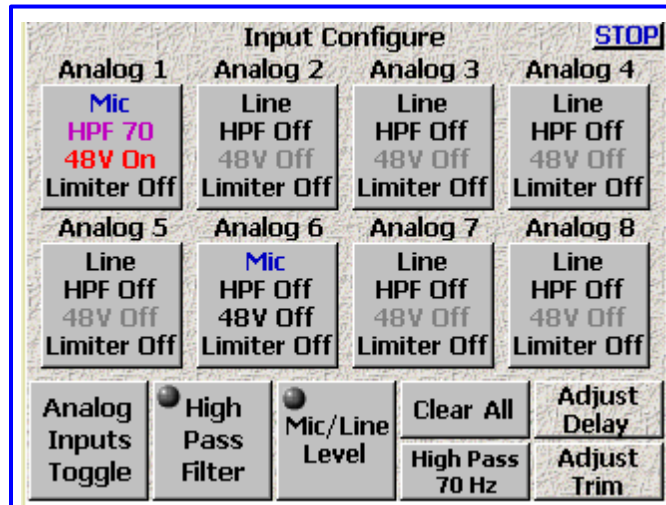 Input Configure STOP
Analog 1 Analog 2 Analog 3 Analog 4
Mic Line Line Line
HPF 70 HPF Off HPF Off HPF Off
48V On 48V Off 48V Off 48V Off
Limiter Off Limiter Off Limiter Off Limiter Off
Analog 5 Analog 6 Analog 7 Analog 8
Line Mic Line Line
HPF Off HPF Off HPF Off HPF Off
48V Off 48V Off 48V Off 48V Off
Limiter Off Limiter Off Limiter Off Limiter Off
Analog
Inputs
Toggle
High
Pass
Filter
Mic/Line
Level
Clear All
High Pass
70 Hz
Adjust
Delay
Adjust
Trim